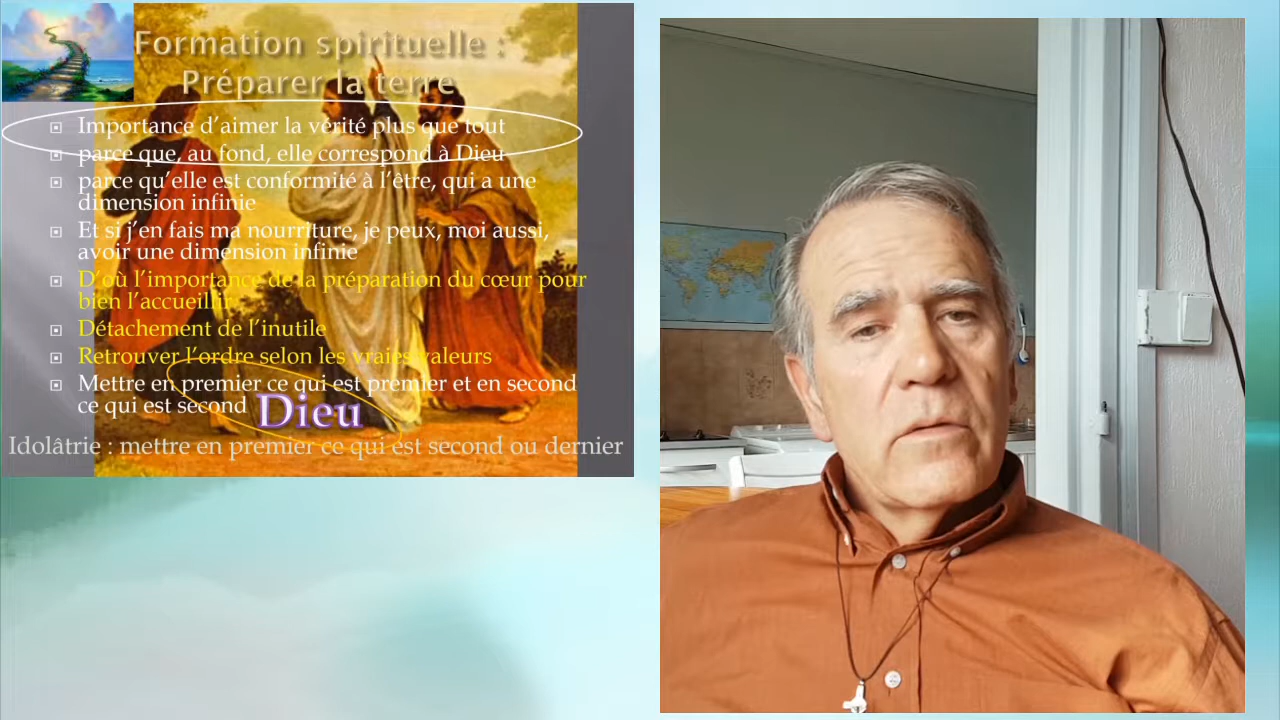 Formation spirituelle :
Préparer la terre
Importance d’aimer la vérité plus que tout
parce que, au fond, elle correspond à Dieu
parce qu’elle est conformité à l’être, qui a une
dimension infinie
Et si j’en fais ma nourriture, je peux, moi aussi,
avoir une dimension infinie
D’où l’importance de la préparation du cœur pour
bien l’accueillir
Détachement de l’inutile
Retrouver l’ordre selon les vraies valeurs
Mettre en premier ce qui est premier et en second
ce qui est second
Dieu
Idolâtrie : mettre en premier ce qui est second ou dernier